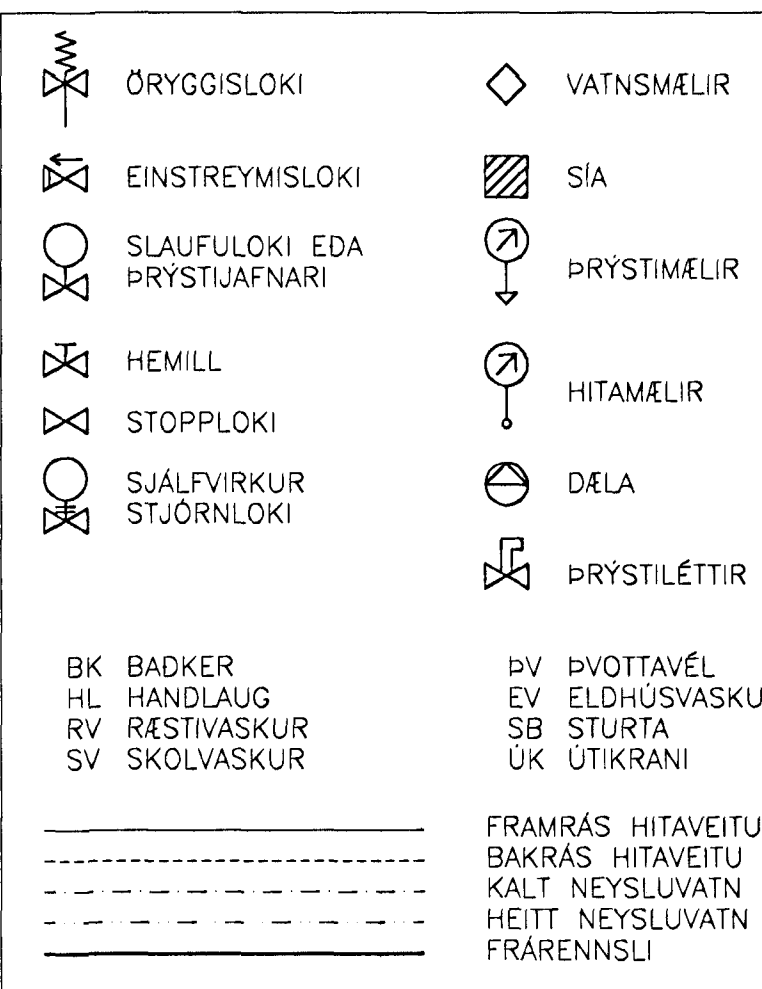 ÖRYGGISLOKI
EINSTREYMISLOKI
SLAUFULOKI EÐA
ÞRÝSTIJAFNARI
HEMILL
STOPPLOKI
SJÁLFVIRKUR
STJÓRNLOKI
VATNSMÆLIR
SÍA
ÞRÝSTIMÆLIR
HITAMÆLIR
DÆLA
ÞRÝSTILÉTTIR
BK BAÐKER
HL HANDLAUG
RV RÆSTIVASKUR
SV SKOLVASKUR
ÞV ÞVOTTAVÉL
EV ELDHÚSVASKU
SB STURTA
ÚK ÚTIKRANI
FRAMRÁS HITAVEITU
BAKRÁS HITAVEITU
KALT NEYSLUVATN
HEITT NEYSLUVATN
FRÁRENNSLI